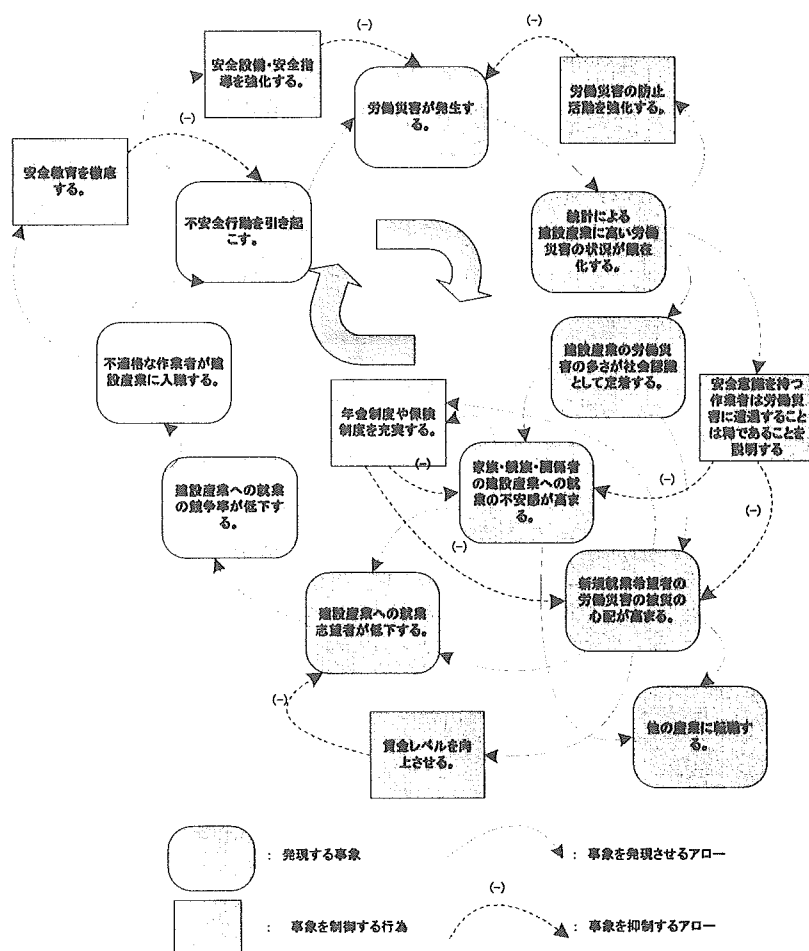 (-)
(-)
安全設備・安全指
導を強化する。
労働災害が発生す
る。
労働災害の防止
活動を強化する。
(-)
安全教育を徹底
する。
不安全行動を引き起
こす。
統計による
建設産業に高い労働
災害の状況が顕在
化する。
不適格な作業者が建
設産業に入職する。
建設産業の労働災
害の多さが社会認識
として定着する。
安全意識を持つ
作業者は労働災
害に遭遇すること
は稀であることを
説明する
年金制度や保険
制度を充実する。
(-)
家族・親族・関係者
の建設産業への就
業の不安感が高ま
る。
(-)
(-)
建設産業への就業
の競争率が低下す
る。
(-)
新規就業希望者の
労働災害の被災の
心配が高まる。
建設産業への就業
志望者が低下する。
(-)
他の産業に転職す
る。
賃金レベルを向
上させる。
: 発現する事象
: 事象を発現させるアロー
(-)
: 事象を制御する行為
: 事象を抑制するアロー